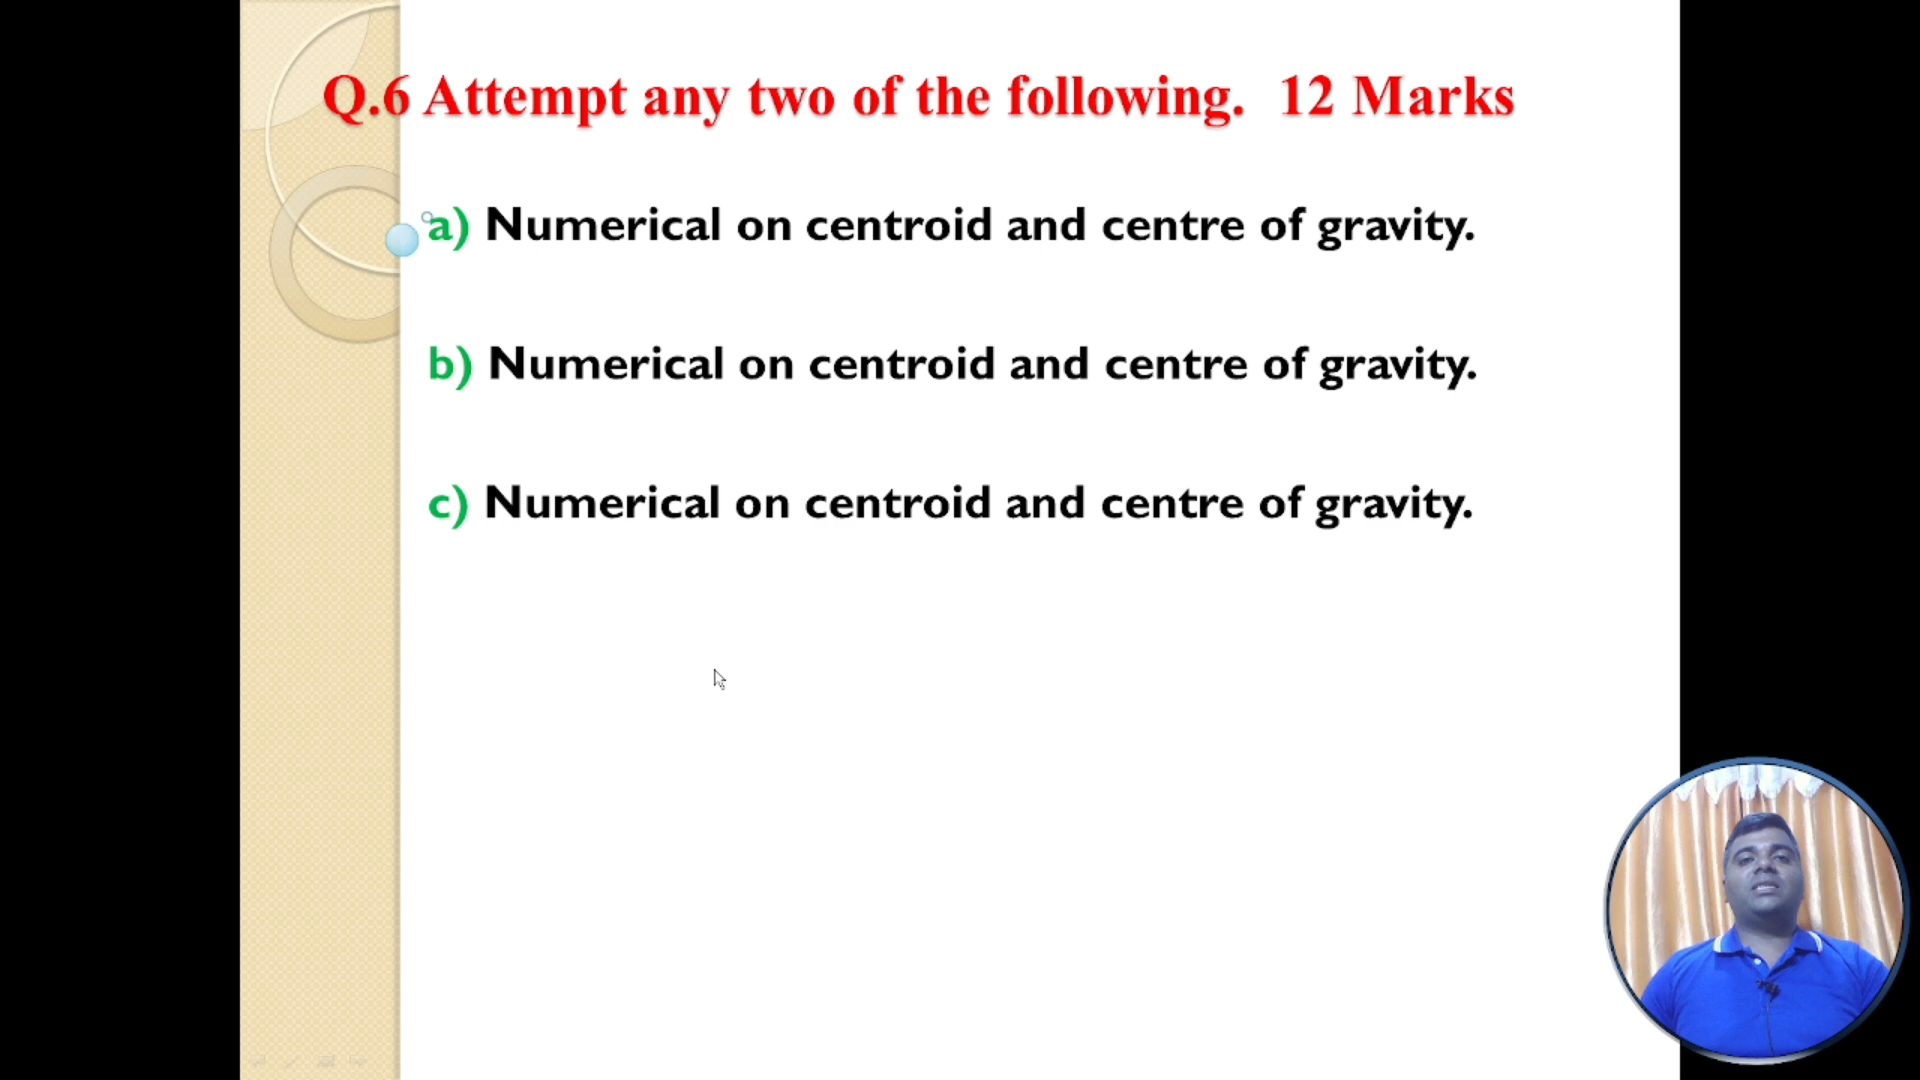 Q.6 Attempt any two of the following. 12 Marks
a) Numerical on centroid and centre of gravity.
b) Numerical on centroid and centre of gravity.
c) Numerical on centroid and centre of gravity.